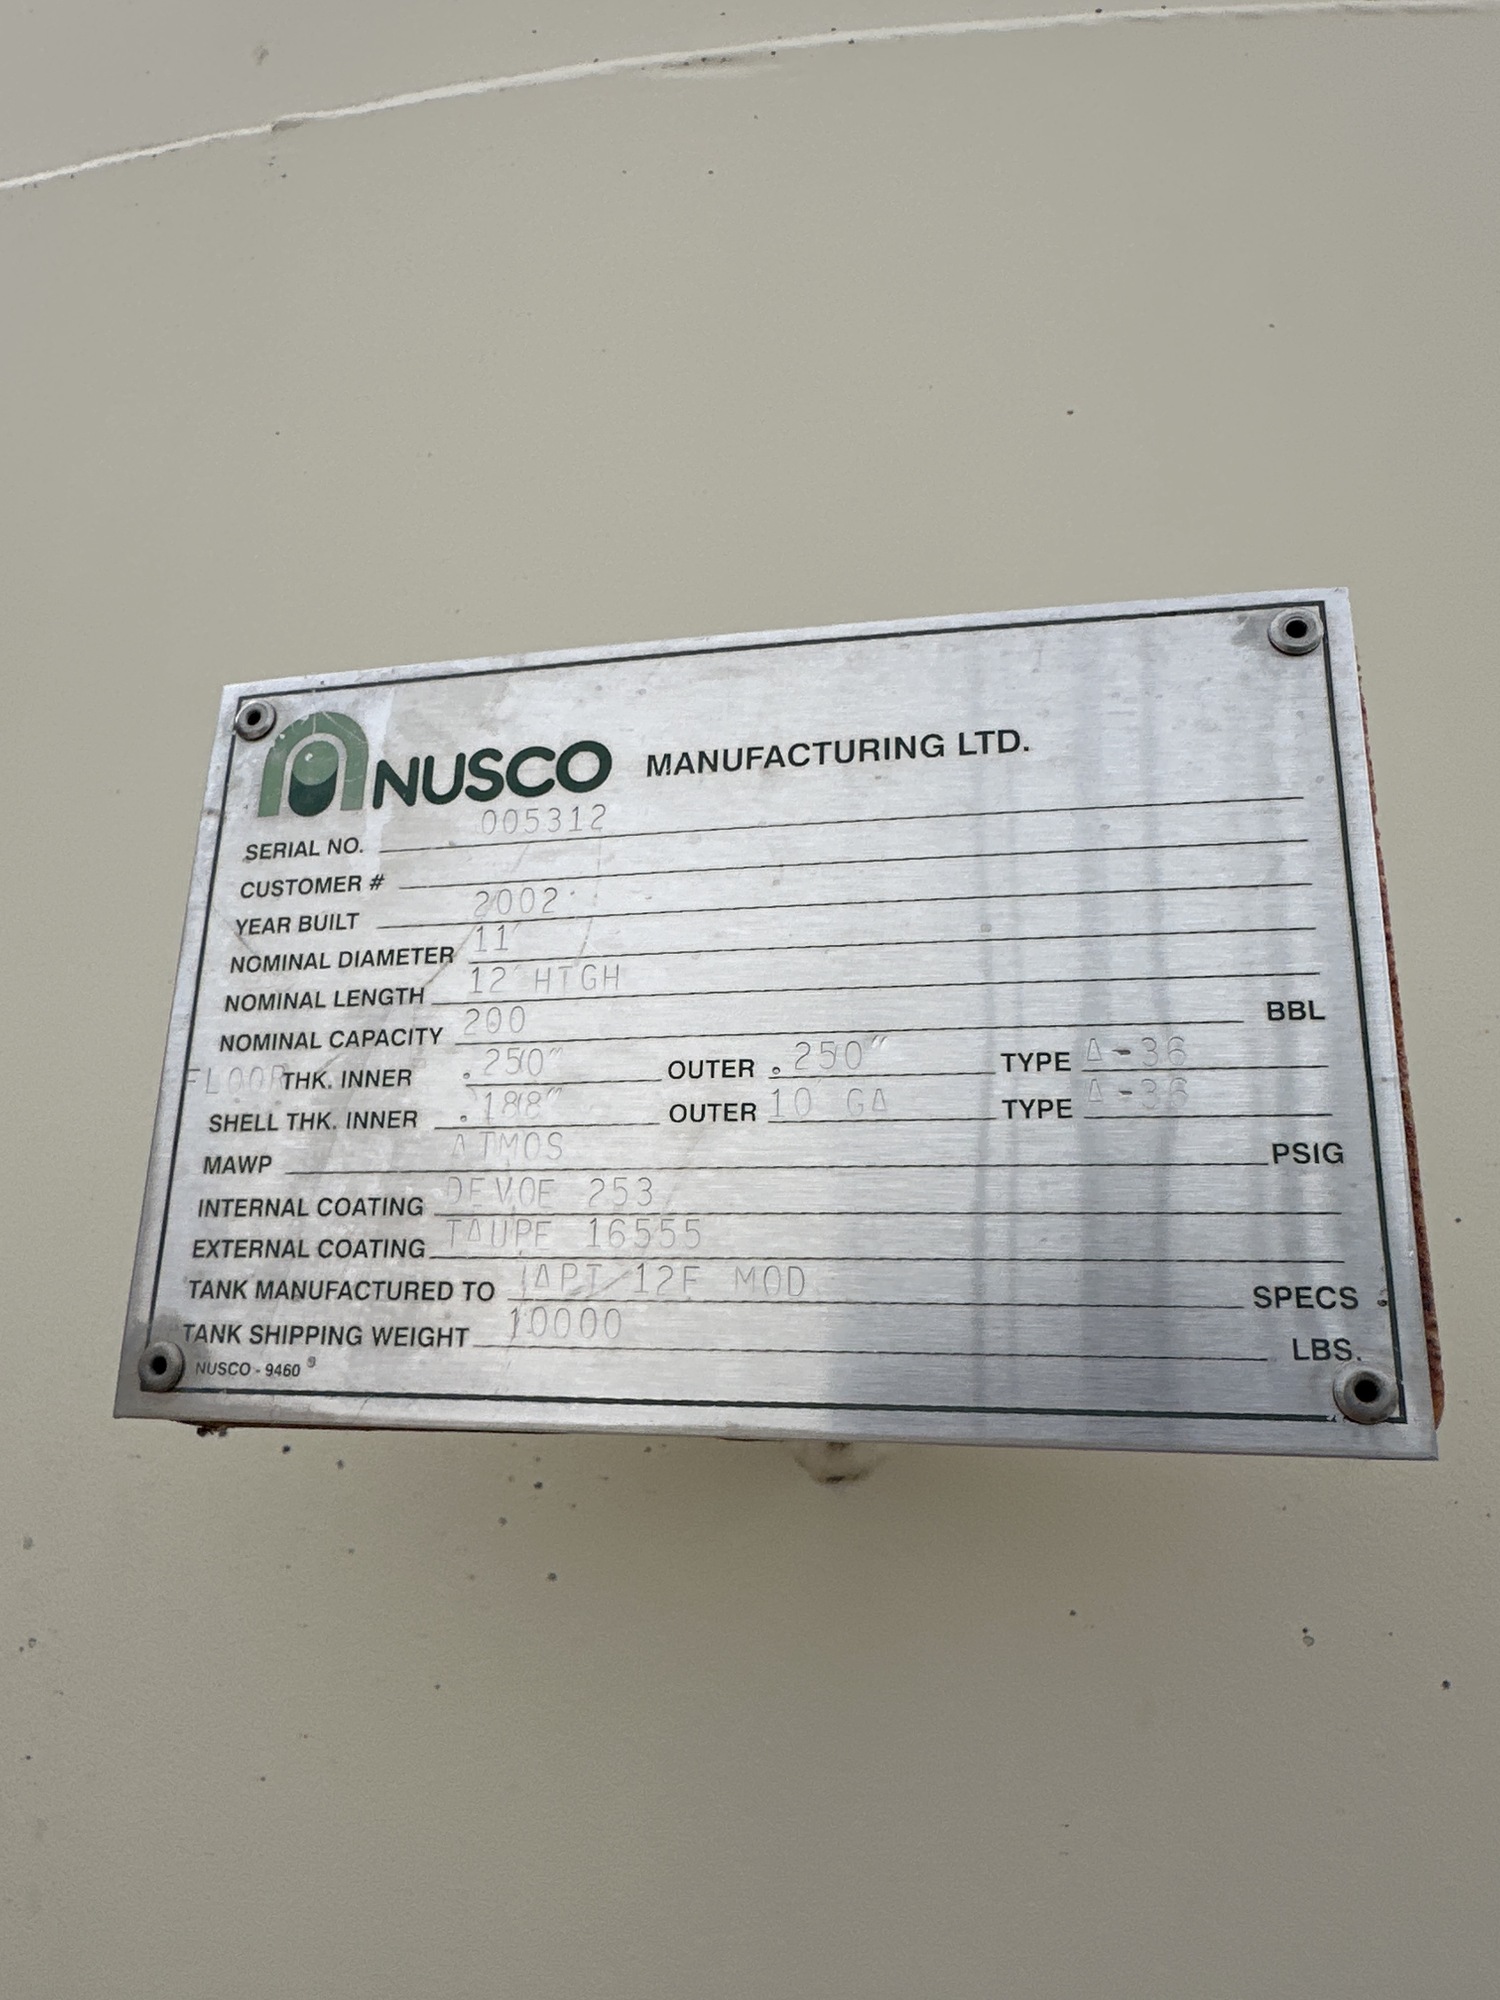 NUSCO MANUFACTURING LTD.
SERIAL NO. 005312
CUSTOMER #
YEAR BUILT 2002
NOMINAL DIAMETER 11'
NOMINAL LENGTH 12' HIGH
NOMINAL CAPACITY 200 BBL
FLOOR THK. INNER .250" OUTER .250" TYPE A-36
SHELL THK. INNER .188" OUTER 10 GA TYPE A-36
MAWP ATMOS PSIG
INTERNAL COATING DEVOE 253
EXTERNAL COATING TAUPE 16555
TANK MANUFACTURED TO API 12F MOD SPECS.
TANK SHIPPING WEIGHT 10000 LBS.
NUSCO - 9460